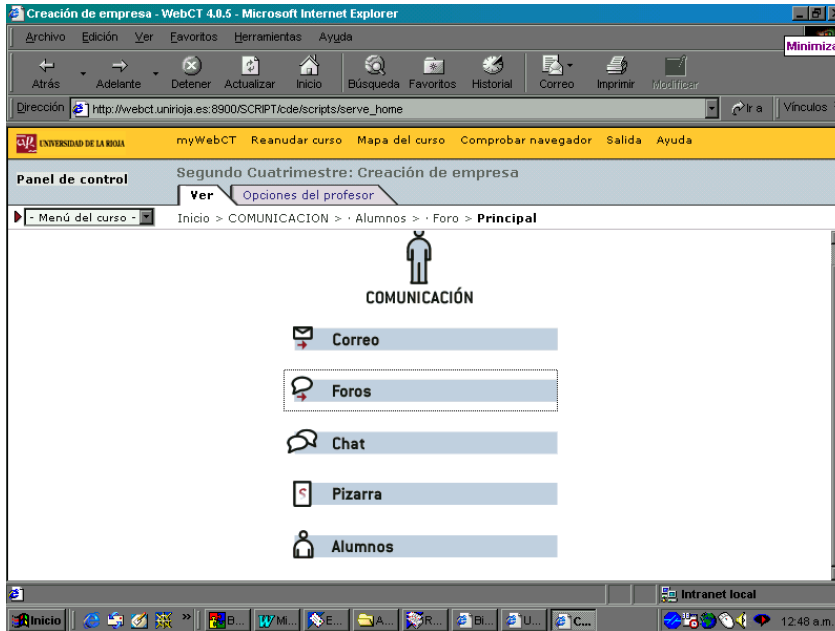 Creación de empresa - WebCT 4.0.5 - Microsoft Internet Explorer
Archivo Edición Ver Favoritos Herramientas Ayuda
Minimiza
Atrás Adelante Detener Actualizar Inicio Búsqueda Favoritos Historial Correo Imprimir Modificar
Dirección http://webct.unirioja.es:8900/SCRIPT/cde/scripts/serve_home Ir a Vínculos
UNIVERSIDAD DE LA RIOJA myWebCT Reanudar curso Mapa del curso Comprobar navegador Salida Ayuda
Panel de control Segundo Cuatrimestre: Creación de empresa
Ver Opciones del profesor
- Menú del curso - Inicio > COMUNICACION > · Alumnos > · Foro > Principal
COMUNICACIÓN
Correo
Foros
Chat
Pizarra
Alumnos
Intranet local
Inicio » B... Mi... E... A... R... Bi... U... C... 12:48 a.m.